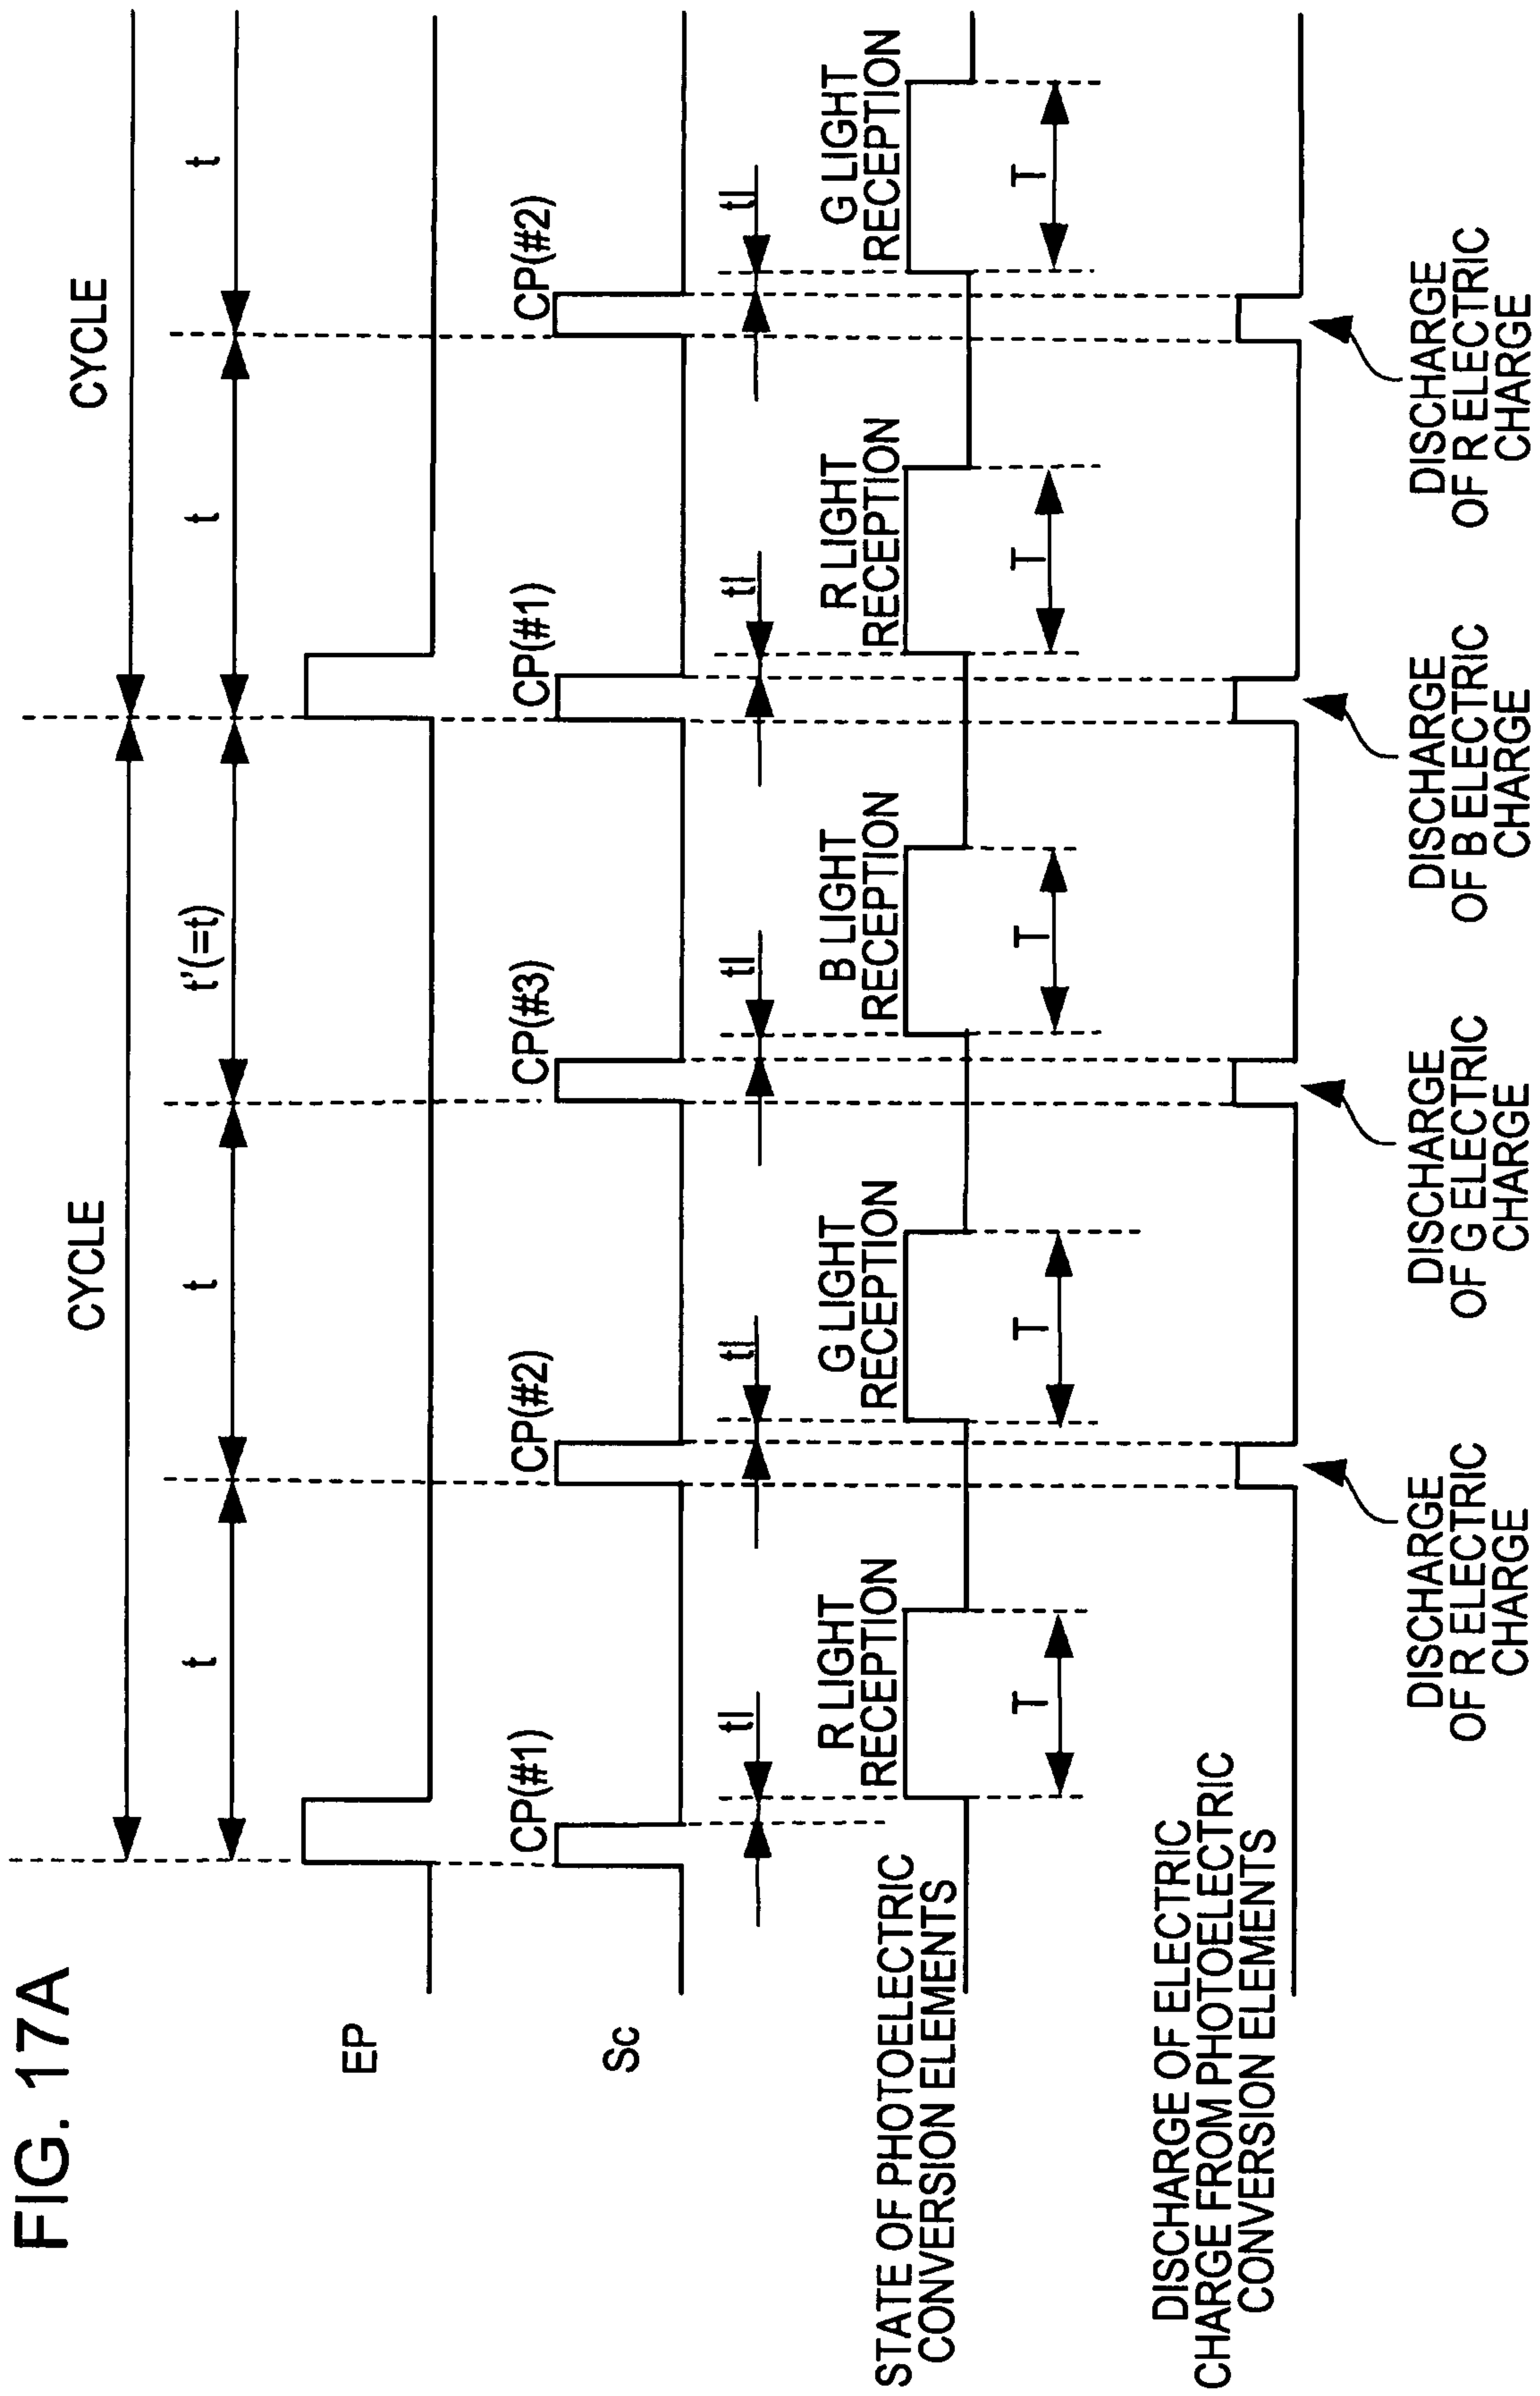 FIG. 17A
CYCLE
CYCLE
t
t
t'(=t)
t
t
EP
Sc
CP(#1)
CP(#2)
CP(#3)
CP(#1)
CP(#2)
tl
tl
tl
tl
tl
STATE OF PHOTOELECTRIC
CONVERSION ELEMENTS
R LIGHT
RECEPTION
G LIGHT
RECEPTION
B LIGHT
RECEPTION
R LIGHT
RECEPTION
G LIGHT
RECEPTION
T
T
T
T
T
DISCHARGE OF ELECTRIC
CHARGE FROM PHOTOELECTRIC
CONVERSION ELEMENTS
DISCHARGE
OF R ELECTRIC
CHARGE
DISCHARGE
OF G ELECTRIC
CHARGE
DISCHARGE
OF B ELECTRIC
CHARGE
DISCHARGE
OF R ELECTRIC
CHARGE